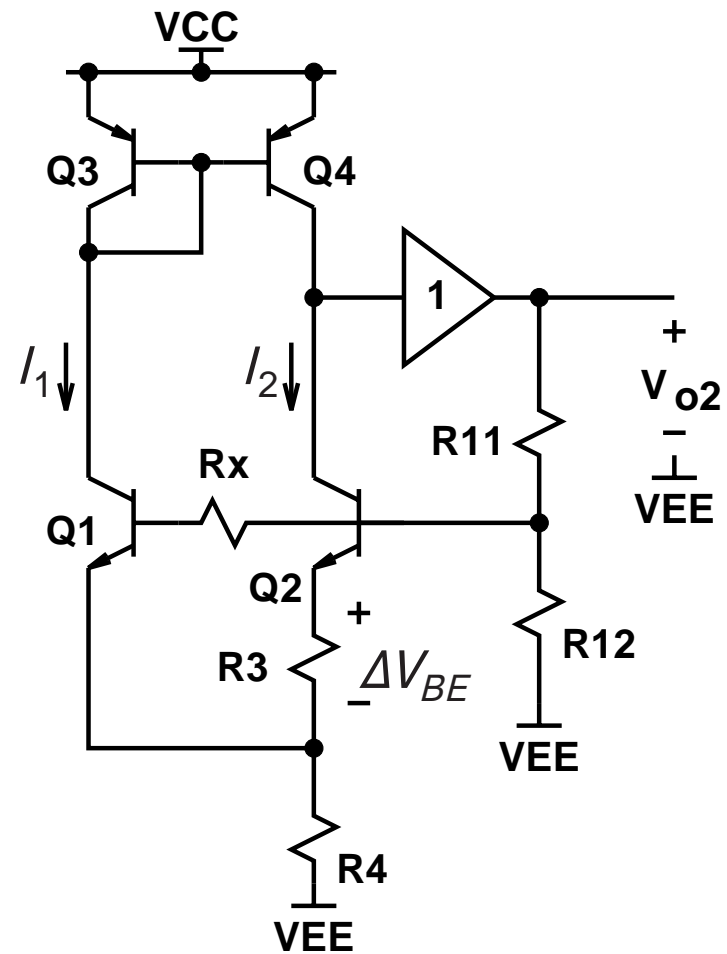 VCC
Q3
Q4
1
I1
I2
+
Vo2
−
VEE
R11
Rx
Q1
Q2
+
R3
ΔVBE
−
R12
VEE
R4
VEE